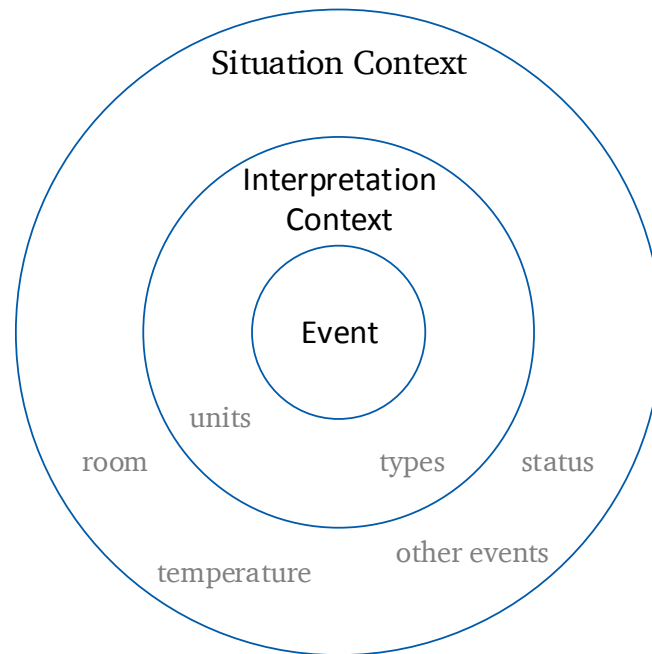 Situation Context
Interpretation
Context
Event
units
room
types
status
other events
temperature